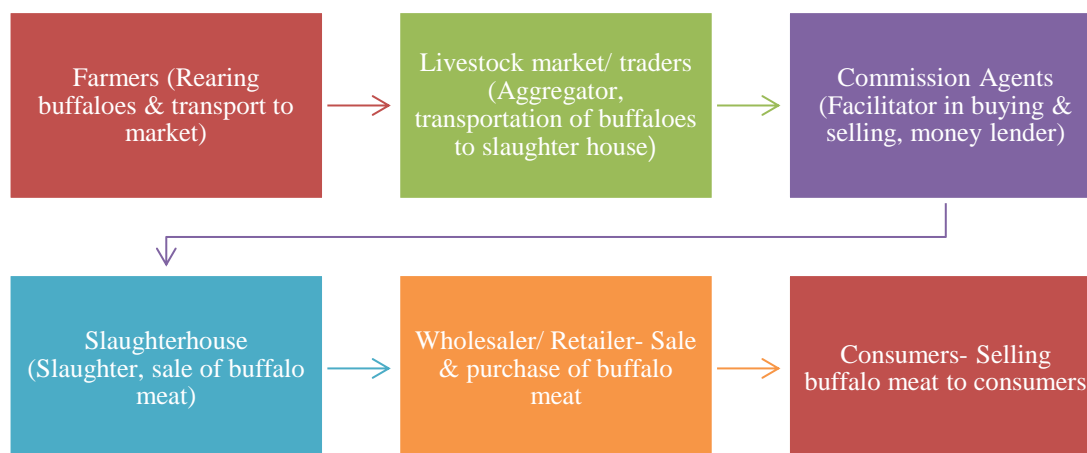 Farmers (Rearing
buffaloes & transport to
market)
Livestock market/ traders
(Aggregator,
transportation of buffaloes
to slaughter house)
Commission Agents
(Facilitator in buying &
selling, money lender)
Slaughterhouse
(Slaughter, sale of buffalo
meat)
Wholesaler/ Retailer- Sale
& purchase of buffalo
meat
Consumers- Selling
buffalo meat to consumers